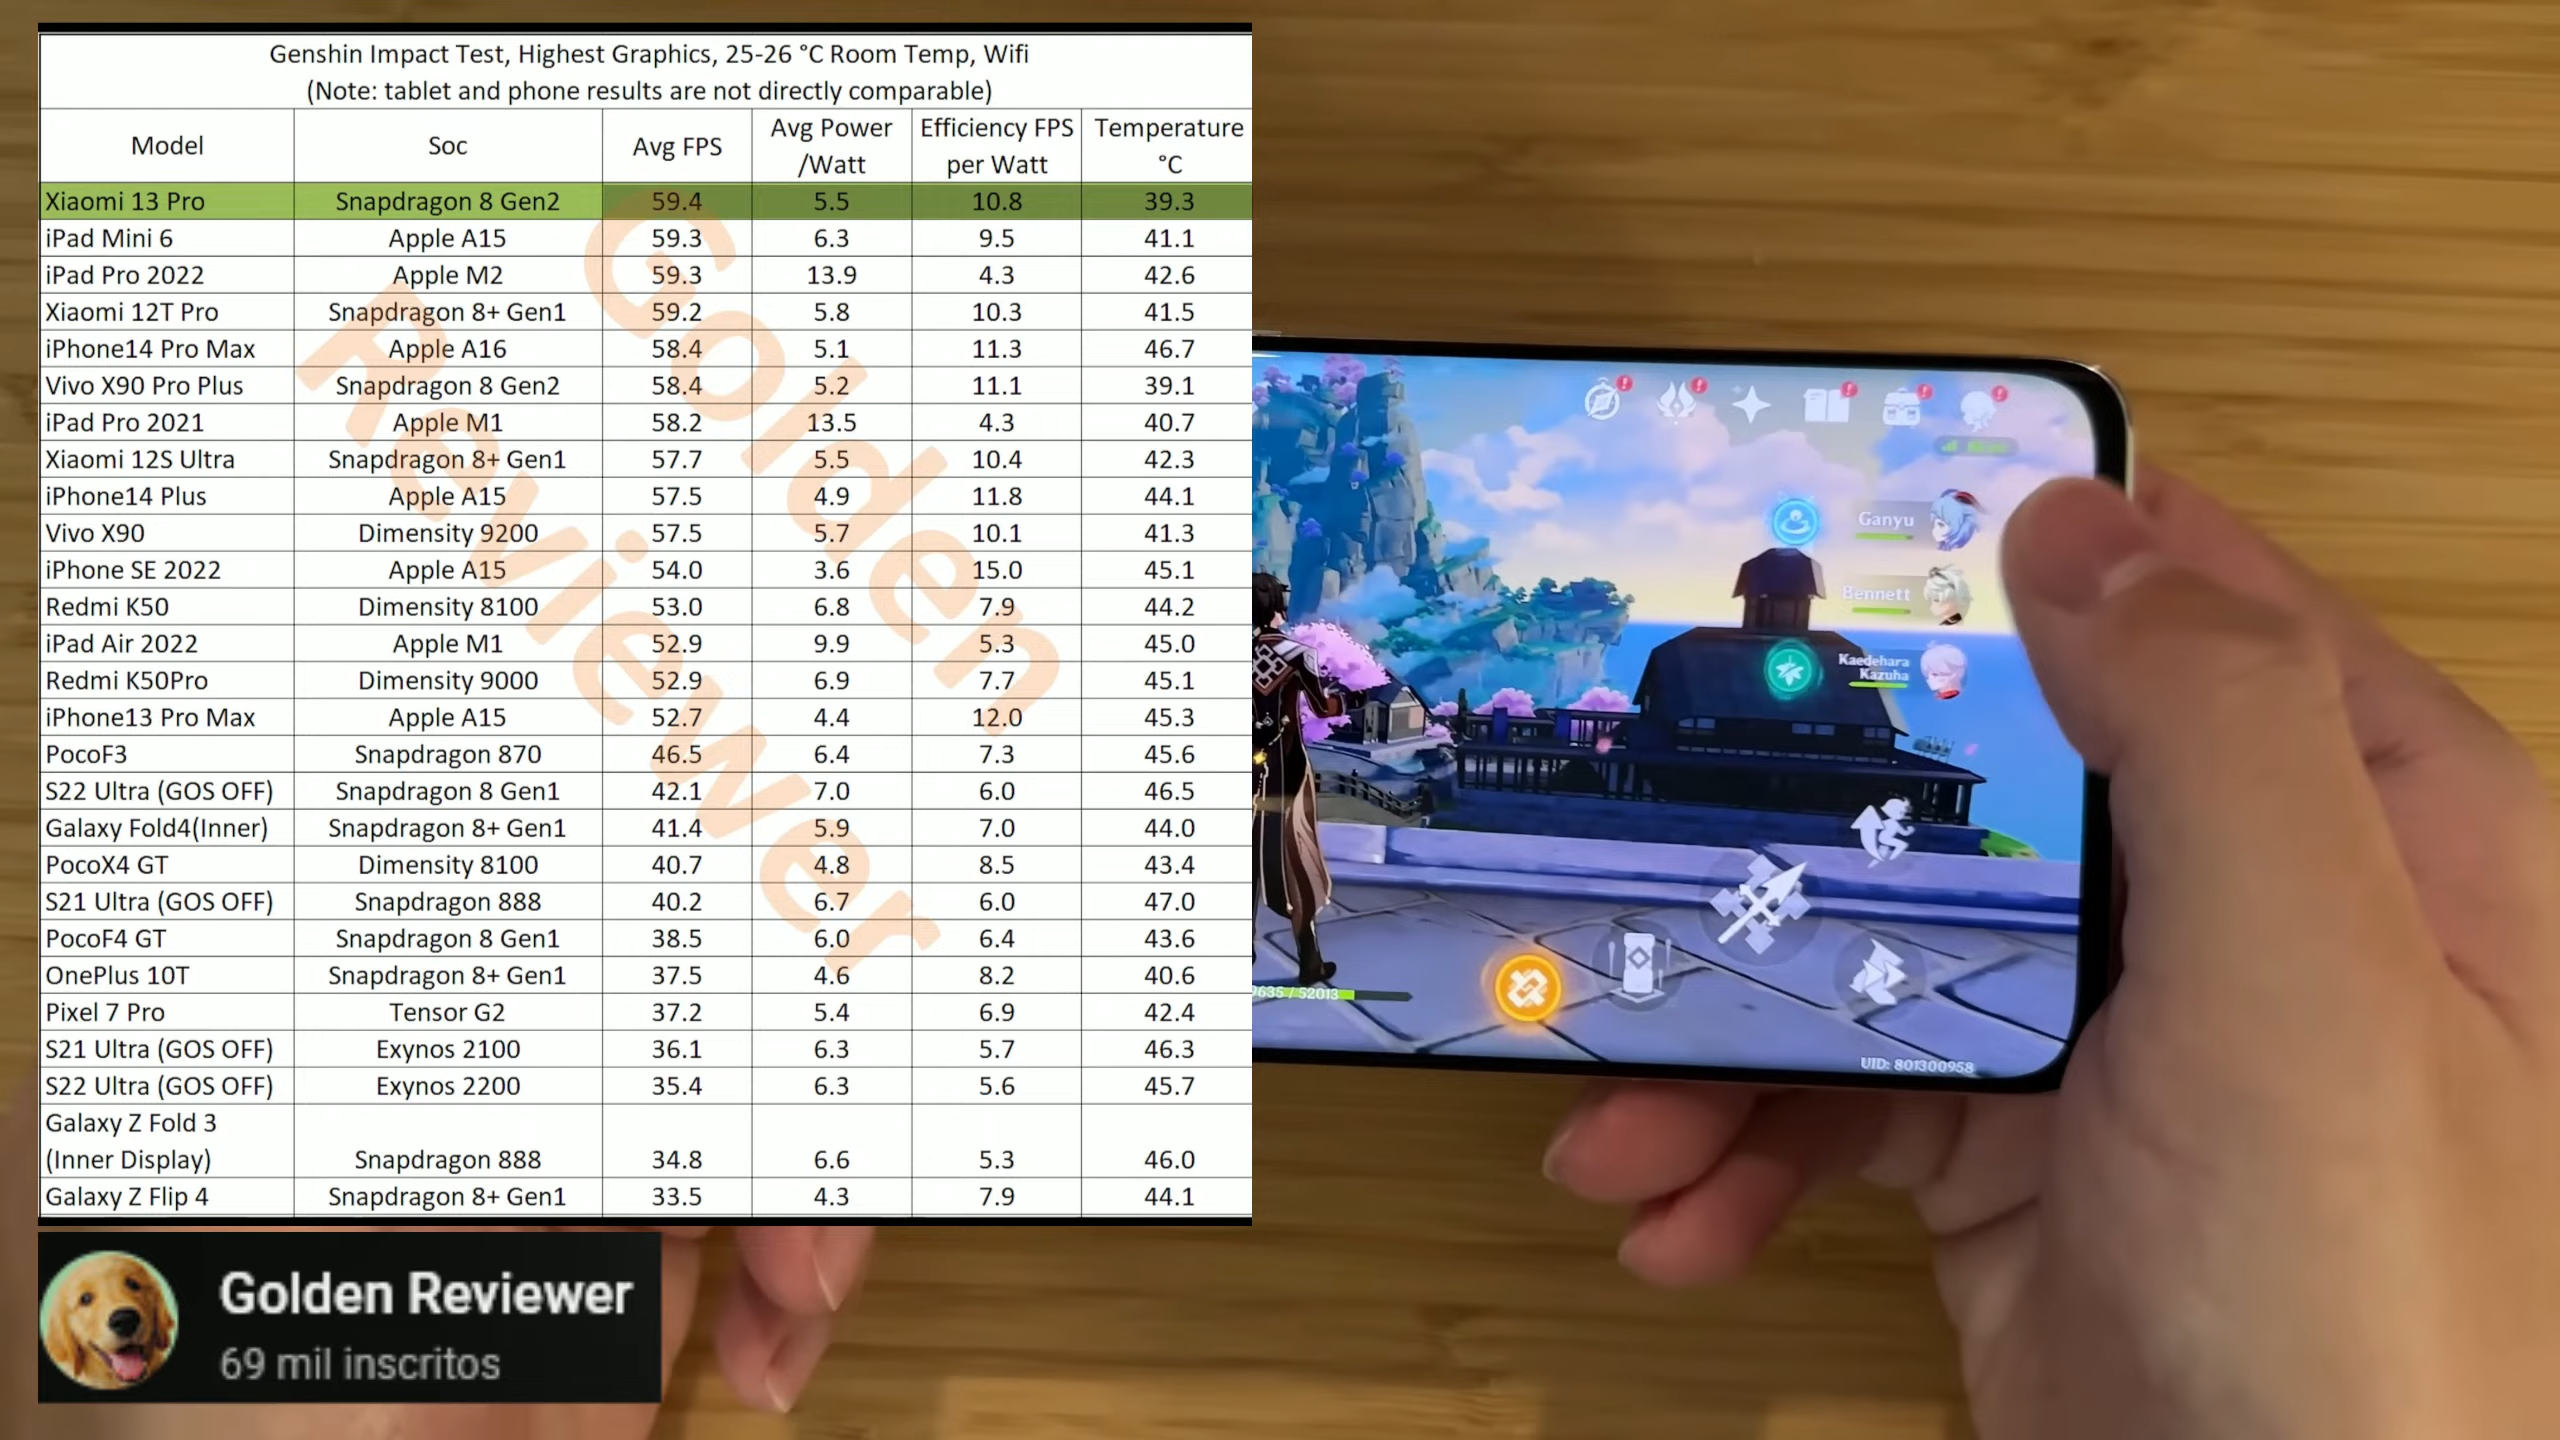 Genshin Impact Test, Highest Graphics, 25-26 °C Room Temp, Wifi
(Note: tablet and phone results are not directly comparable)
Model Soc Avg FPS Avg Power /Watt Efficiency FPS per Watt Temperature °C
Xiaomi 13 Pro Snapdragon 8 Gen2 59.4 5.5 10.8 39.3
iPad Mini 6 Apple A15 59.3 6.3 9.5 41.1
iPad Pro 2022 Apple M2 59.3 13.9 4.3 42.6
Xiaomi 12T Pro Snapdragon 8+ Gen1 59.2 5.8 10.3 41.5
iPhone14 Pro Max Apple A16 58.4 5.1 11.3 46.7
Vivo X90 Pro Plus Snapdragon 8 Gen2 58.4 5.2 11.1 39.1
iPad Pro 2021 Apple M1 58.2 13.5 4.3 40.7
Xiaomi 12S Ultra Snapdragon 8+ Gen1 57.7 5.5 10.4 42.3
iPhone14 Plus Apple A15 57.5 4.9 11.8 44.1
Vivo X90 Dimensity 9200 57.5 5.7 10.1 41.3
iPhone SE 2022 Apple A15 54.0 3.6 15.0 45.1
Redmi K50 Dimensity 8100 53.0 6.8 7.9 44.2
iPad Air 2022 Apple M1 52.9 9.9 5.3 45.0
Redmi K50Pro Dimensity 9000 52.9 6.9 7.7 45.1
iPhone13 Pro Max Apple A15 52.7 4.4 12.0 45.3
PocoF3 Snapdragon 870 46.5 6.4 7.3 45.6
S22 Ultra (GOS OFF) Snapdragon 8 Gen1 42.1 7.0 6.0 46.5
Galaxy Fold4(Inner) Snapdragon 8+ Gen1 41.4 5.9 7.0 44.0
PocoX4 GT Dimensity 8100 40.7 4.8 8.5 43.4
S21 Ultra (GOS OFF) Snapdragon 888 40.2 6.7 6.0 47.0
PocoF4 GT Snapdragon 8 Gen1 38.5 6.0 6.4 43.6
OnePlus 10T Snapdragon 8+ Gen1 37.5 4.6 8.2 40.6
Pixel 7 Pro Tensor G2 37.2 5.4 6.9 42.4
S21 Ultra (GOS OFF) Exynos 2100 36.1 6.3 5.7 46.3
S22 Ultra (GOS OFF) Exynos 2200 35.4 6.3 5.6 45.7
Galaxy Z Fold 3
(Inner Display) Snapdragon 888 34.8 6.6 5.3 46.0
Galaxy Z Flip 4 Snapdragon 8+ Gen1 33.5 4.3 7.9 44.1
Golden
Reviewer
Golden Reviewer
69 mil inscritos
Ganyu
Bennett
Kaedehara
Kazuha
9635 / 52013
UID: 801300958